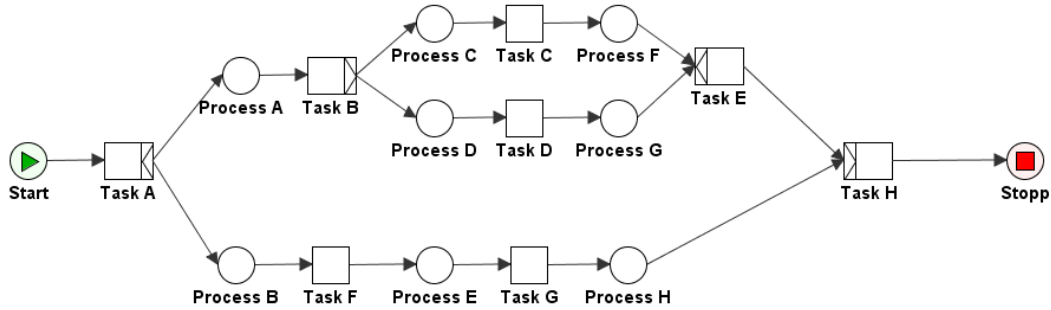 Process C
Task C
Process F
Process A
Task B
Task E
Process D
Task D
Process G
Start
Task A
Task H
Stopp
Process B
Task F
Process E
Task G
Process H